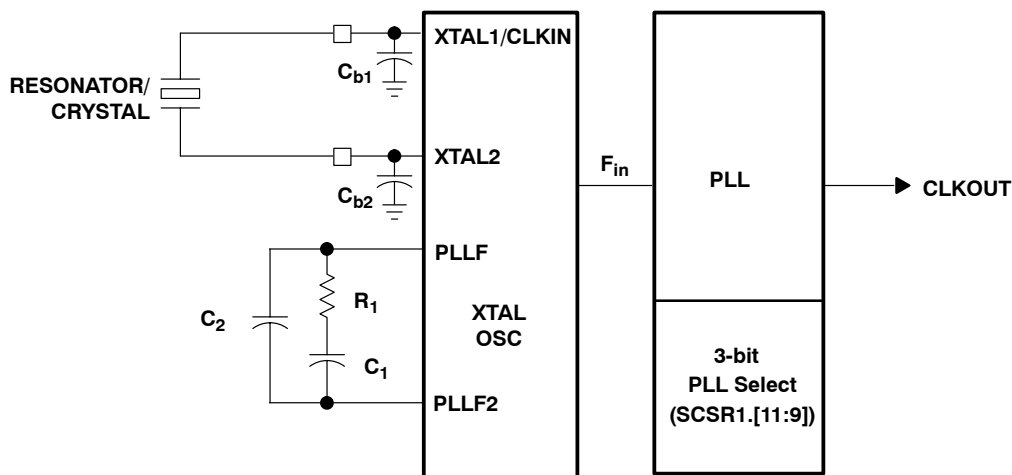 XTAL1/CLKIN
Cb1
RESONATOR/
CRYSTAL
XTAL2
Cb2
Fin
PLL
CLKOUT
PLLF
R1
C2
XTAL
OSC
C1
PLLF2
3-bit
PLL Select
(SCSR1.[11:9])